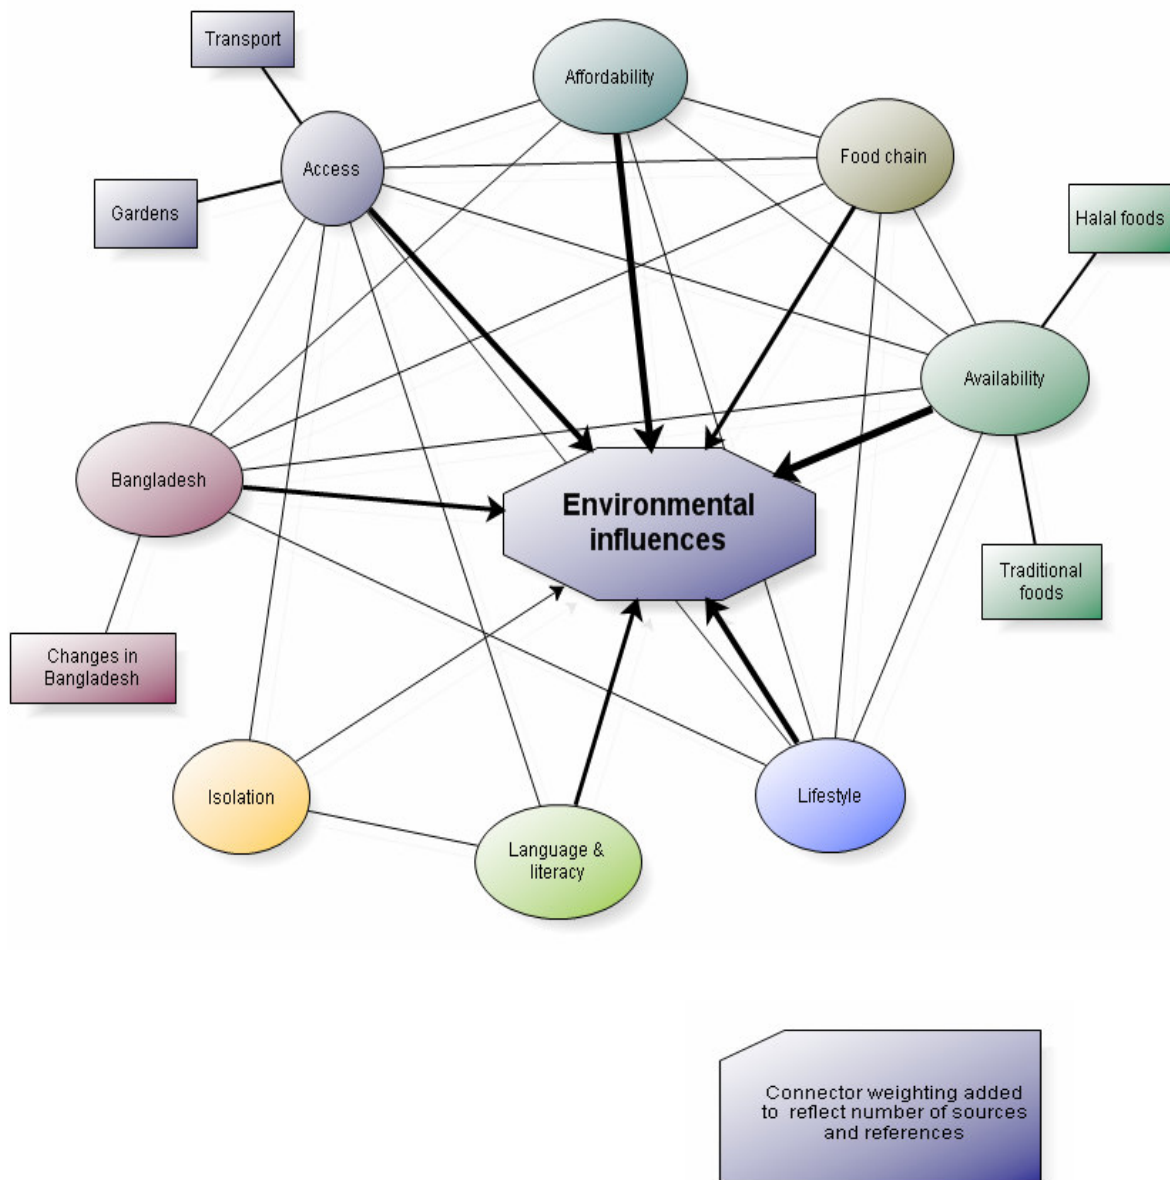 Transport
Affordability
Food chain
Access
Gardens
Halal foods
Availability
Bangladesh
Environmental
influences
Traditional
foods
Changes in
Bangladesh
Isolation
Lifestyle
Language &
literacy
Connector weighting added
to reflect number of sources
and references